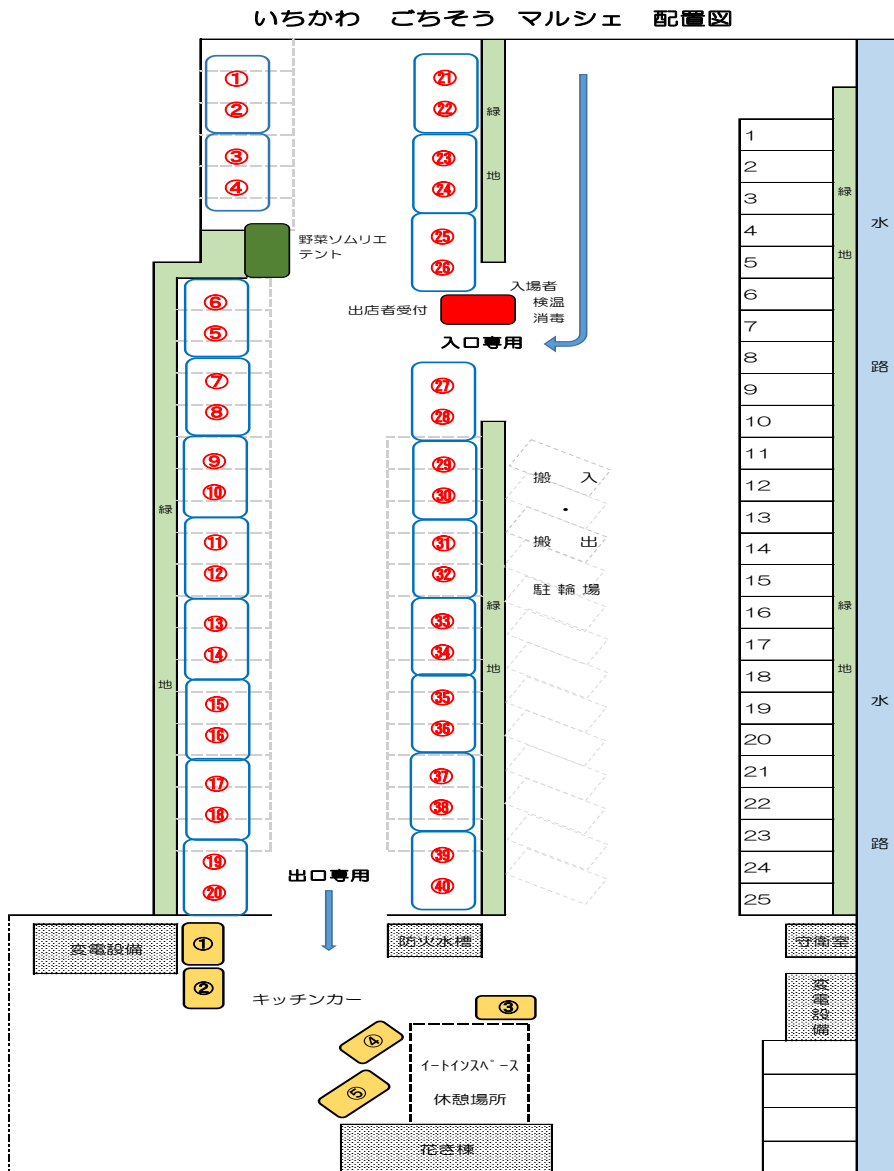 いちかわ ごちそう マルシェ 配置図
①
②
③
④
野菜ソムリエ
テント
⑥
⑤
⑦
⑧
⑨
⑩
⑪
⑫
⑬
⑭
⑮
⑯
⑰
⑱
⑲
⑳
緑
地
㉑
㉒
㉓
㉔
㉕
㉖
緑
地
入場者
検温
消毒
出店者受付
入口専用
㉗
㉘
㉙
㉚
㉛
㉜
㉝
㉞
㉟
㊱
㊲
㊳
㊴
㊵
緑
地
搬 入
・
搬 出
駐輪場
1
2
3
4
5
6
7
8
9
10
11
12
13
14
15
16
17
18
19
20
21
22
23
24
25
緑
地
緑
地
水
路
水
路
出口専用
変電設備
①
②
キッチンカー
防火水槽
守衛室
変
電
設
備
③
④
⑤
イートインスペース
休憩場所
花き棟